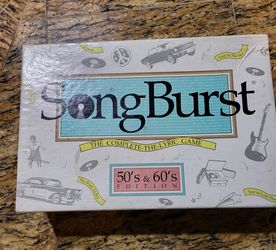 SongBurst
THE COMPLETE-THE-LYRIC GAME
50's & 60's
EDITION